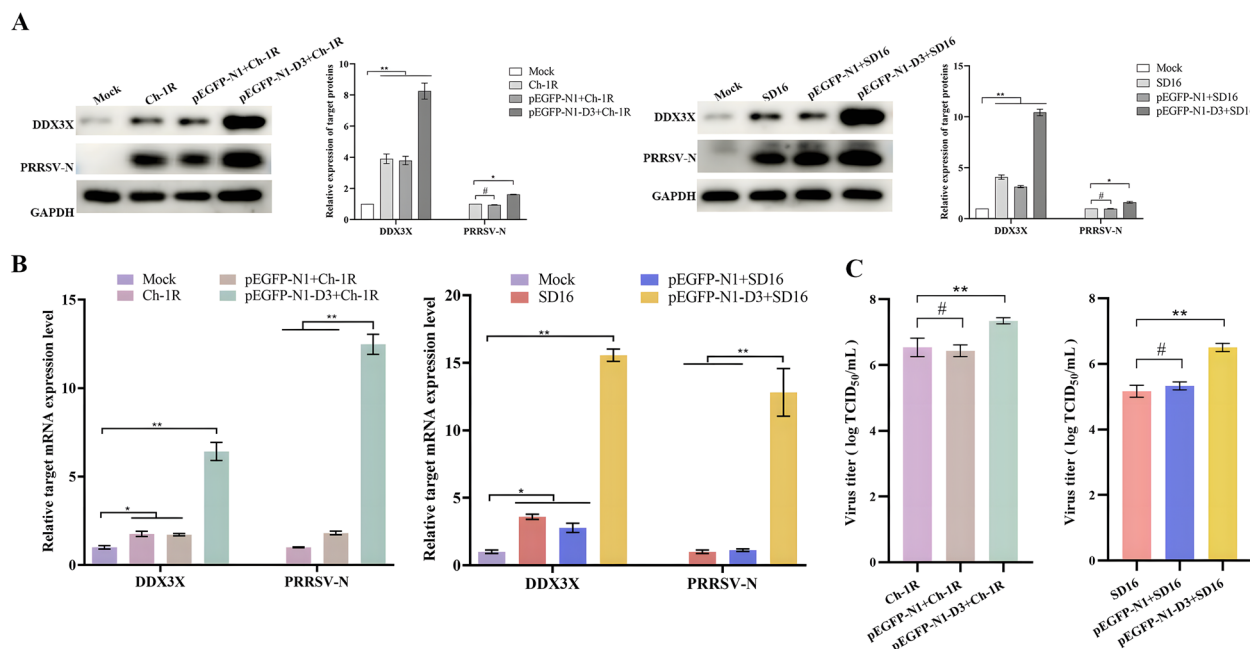 A
Mock
Ch-1R
pEGFP-N1+Ch-1R
pEGFP-N1-D3+Ch-1R
DDX3X
PRRSV-N
GAPDH
Relative expression of target proteins
10
8
6
4
2
0
**
#
*
DDX3X
PRRSV-N
Mock
Ch-1R
pEGFP-N1+Ch-1R
pEGFP-N1-D3+Ch-1R
Mock
SD16
pEGFP-N1+SD16
pEGFP-N1-D3+SD16
DDX3X
PRRSV-N
GAPDH
Relative expression of target proteins
15
10
5
0
**
#
*
DDX3X
PRRSV-N
Mock
SD16
pEGFP-N1+SD16
pEGFP-N1-D3+SD16
B
Mock
Ch-1R
pEGFP-N1+Ch-1R
pEGFP-N1-D3+Ch-1R
Relative target mRNA expression level
15
10
5
0
*
**
**
DDX3X
PRRSV-N
Mock
SD16
pEGFP-N1+SD16
pEGFP-N1-D3+SD16
Relative target mRNA expression level
20
15
10
5
0
*
**
**
DDX3X
PRRSV-N
C
Virus titer ( log TCID50/mL )
8
6
4
2
0
**
#
Ch-1R
pEGFP-N1+Ch-1R
pEGFP-N1-D3+Ch-1R
Virus titer ( log TCID50/mL )
8
6
4
2
0
**
#
SD16
pEGFP-N1+SD16
pEGFP-N1-D3+SD16